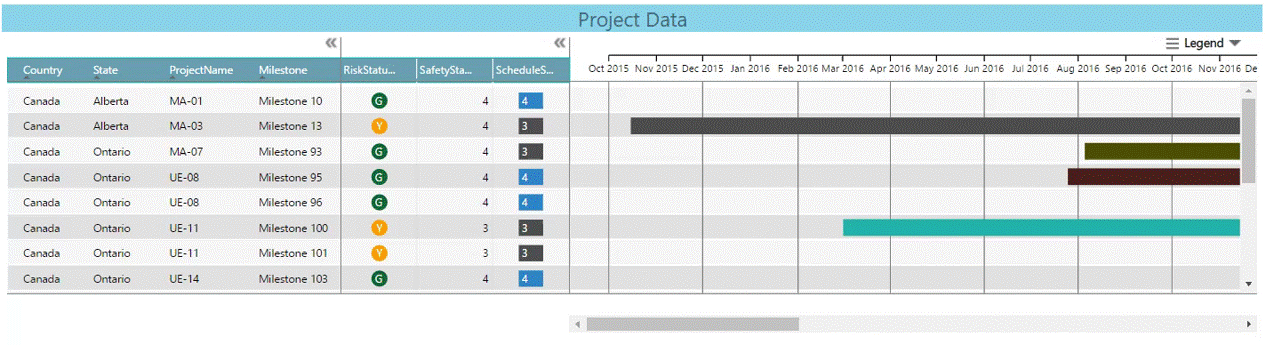 Project Data
Legend
Country State ProjectName Milestone RiskStatu... SafetySta... ScheduleS... Oct 2015 Nov 2015 Dec 2015 Jan 2016 Feb 2016 Mar 2016 Apr 2016 May 2016 Jun 2016 Jul 2016 Aug 2016 Sep 2016 Oct 2016 Nov 2016 De
Canada Alberta MA-01 Milestone 10 G 4 4
Canada Alberta MA-03 Milestone 13 Y 4 3
Canada Ontario MA-07 Milestone 93 G 4 3
Canada Ontario UE-08 Milestone 95 G 4 4
Canada Ontario UE-08 Milestone 96 G 4 4
Canada Ontario UE-11 Milestone 100 Y 3 3
Canada Ontario UE-11 Milestone 101 Y 3 3
Canada Ontario UE-14 Milestone 103 G 4 4